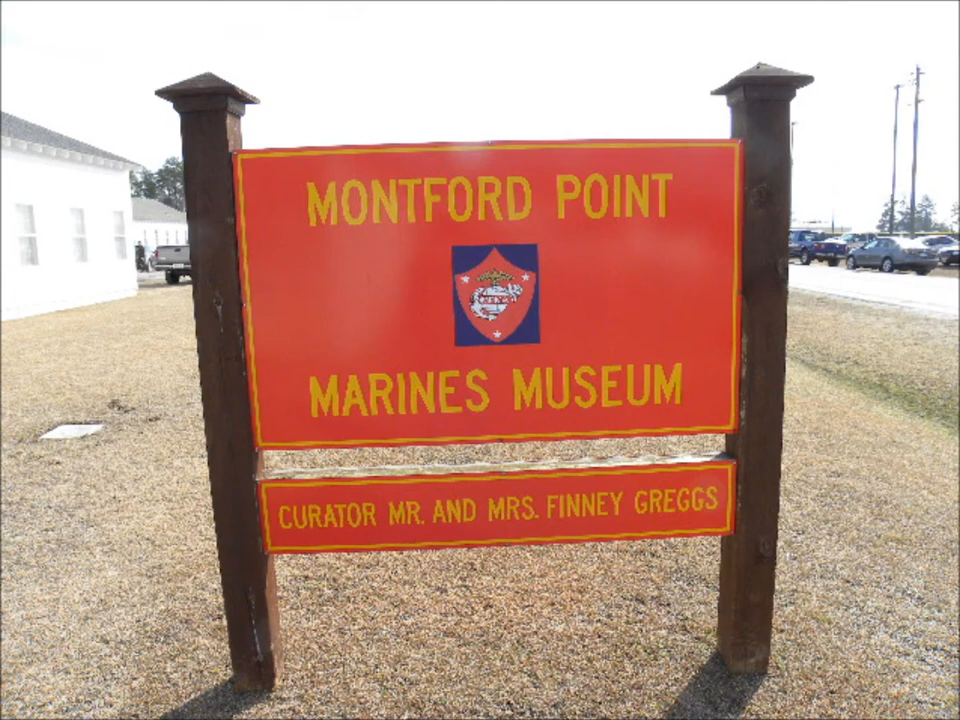 MONTFORD POINT
MARINES MUSEUM
CURATOR MR. AND MRS. FINNEY GREGGS